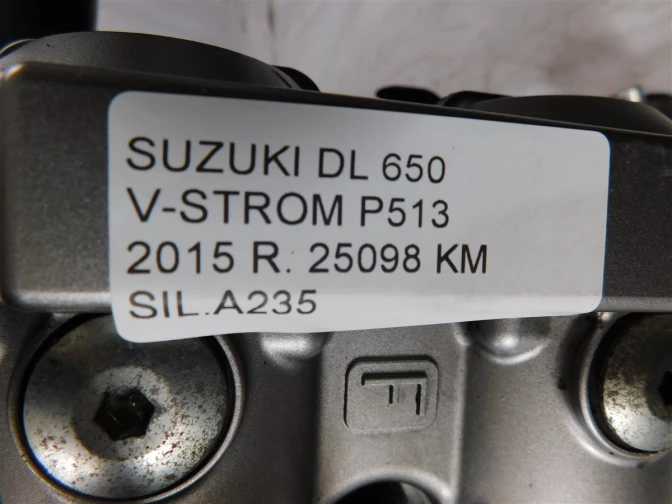 SUZUKI DL 650
V-STROM P513
2015 R. 25098 KM
SIL.A235
F